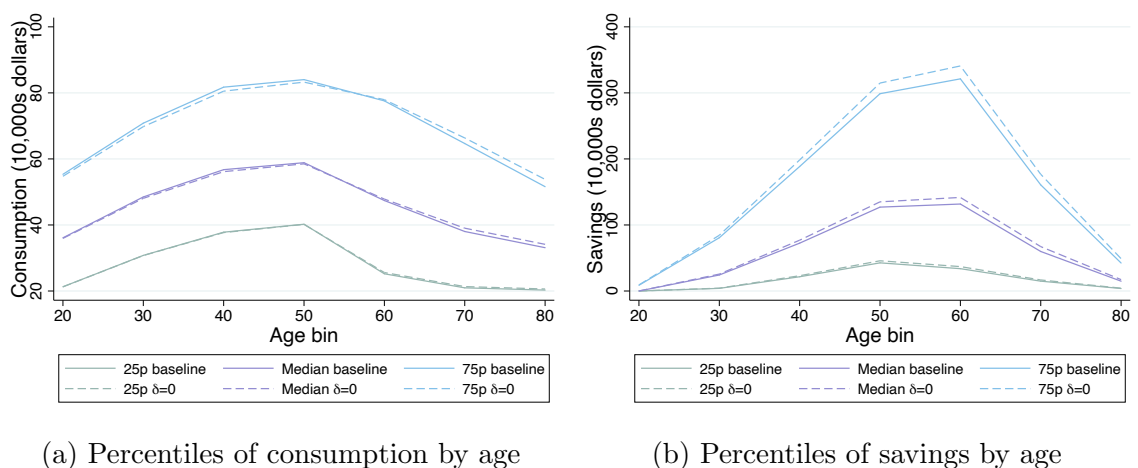 Consumption (10,000s dollars)
100
80
60
40
20
20 30 40 50 60 70 80
Age bin
25p baseline Median baseline 75p baseline
25p δ=0 Median δ=0 75p δ=0
(a) Percentiles of consumption by age
Savings (10,000s dollars)
400
300
200
100
0
20 30 40 50 60 70 80
Age bin
25p baseline Median baseline 75p baseline
25p δ=0 Median δ=0 75p δ=0
(b) Percentiles of savings by age